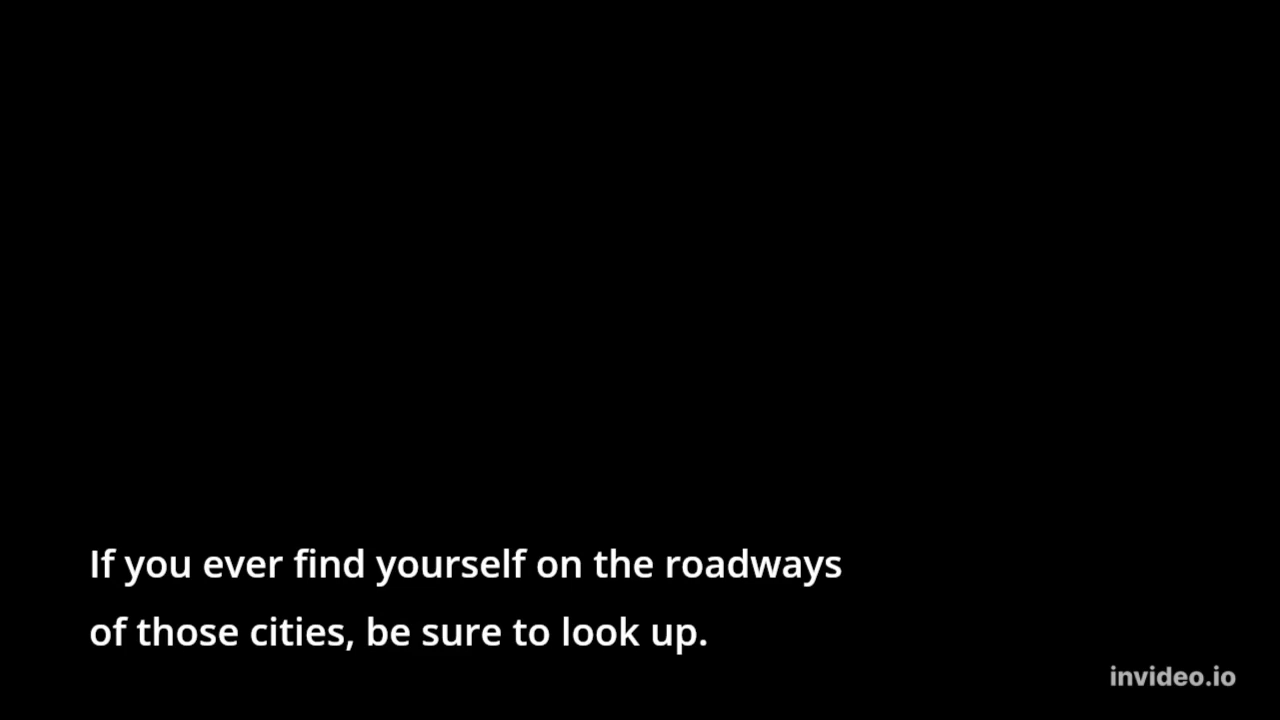 If you ever find yourself on the roadways
of those cities, be sure to look up.
invideo.io